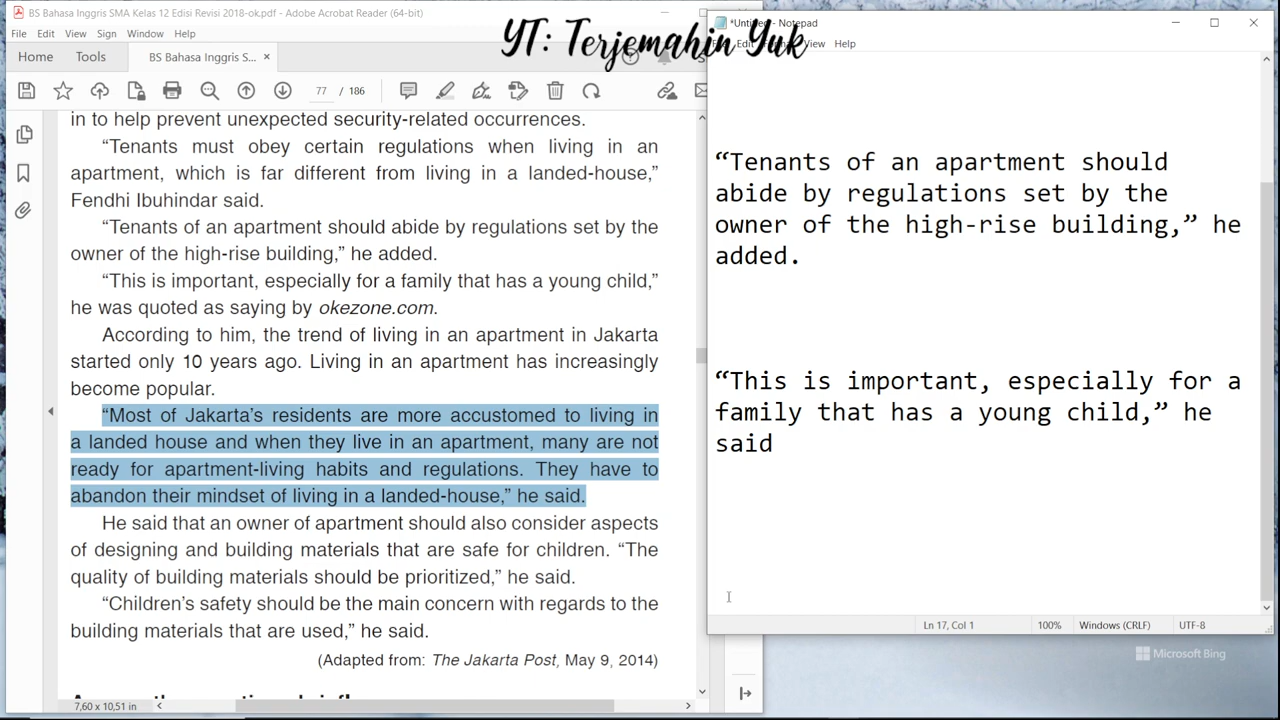 BS Bahasa Inggris SMA Kelas 12 Edisi Revisi 2018-ok.pdf - Adobe Acrobat Reader (64-bit)
File Edit View Sign Window Help
Home Tools BS Bahasa Inggris S... ×
77 / 186
in to help prevent unexpected security-related occurrences.
“Tenants must obey certain regulations when living in an
apartment, which is far different from living in a landed-house,”
Fendhi Ibuhindar said.
“Tenants of an apartment should abide by regulations set by the
owner of the high-rise building,” he added.
“This is important, especially for a family that has a young child,”
he was quoted as saying by okezone.com.
According to him, the trend of living in an apartment in Jakarta
started only 10 years ago. Living in an apartment has increasingly
become popular.
“Most of Jakarta’s residents are more accustomed to living in
a landed house and when they live in an apartment, many are not
ready for apartment-living habits and regulations. They have to
abandon their mindset of living in a landed-house,” he said.
He said that an owner of apartment should also consider aspects
of designing and building materials that are safe for children. “The
quality of building materials should be prioritized,” he said.
“Children’s safety should be the main concern with regards to the
building materials that are used,” he said.
(Adapted from: The Jakarta Post, May 9, 2014)
7,60 x 10,51 in
YT: Terjemahin Yuk
- Notepad
Edit View Help
“Tenants of an apartment should
abide by regulations set by the
owner of the high-rise building,” he
added.
“This is important, especially for a
family that has a young child,” he
said
Ln 17, Col 1 100% Windows (CRLF) UTF-8
Microsoft Bing